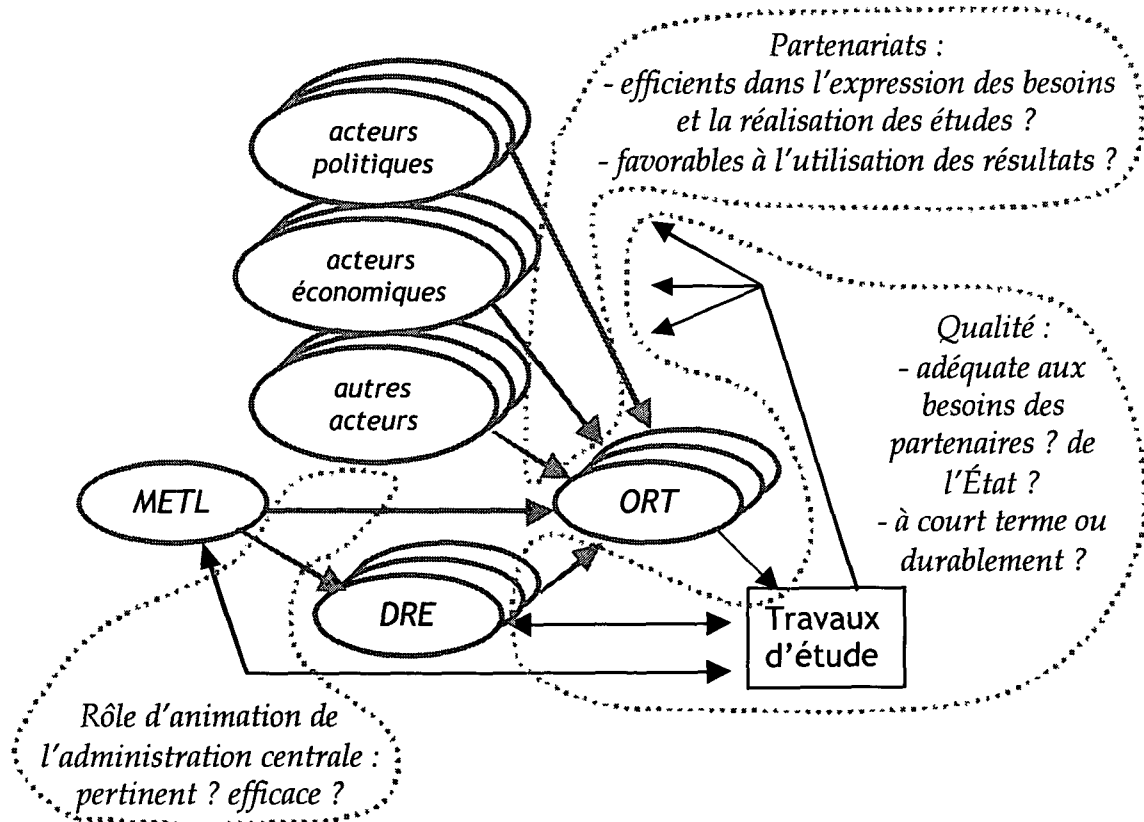 Partenariats :
- efficients dans l'expression des besoins
et la réalisation des études ?
- favorables à l'utilisation des résultats ?
acteurs
politiques
acteurs
économiques
autres
acteurs
Qualité :
- adéquate aux
besoins des
partenaires ? de
l'État ?
- à court terme ou
durablement ?
METL
ORT
DRE
Travaux
d'étude
Rôle d'animation de
l'administration centrale :
pertinent ? efficace ?